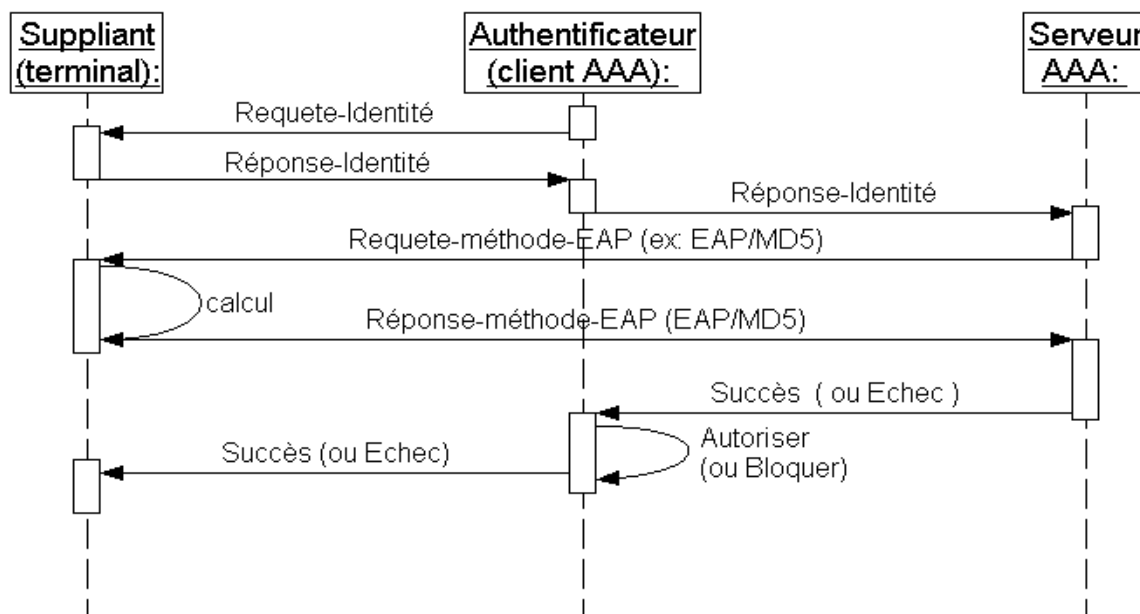 Suppliant
(terminal):
Authentificateur
(client AAA):
Serveur
AAA:
Requete-Identité
Réponse-Identité
Réponse-Identité
Requete-méthode-EAP (ex: EAP/MD5)
calcul
Réponse-méthode-EAP (EAP/MD5)
Succès ( ou Echec )
Autoriser
(ou Bloquer)
Succès (ou Echec)